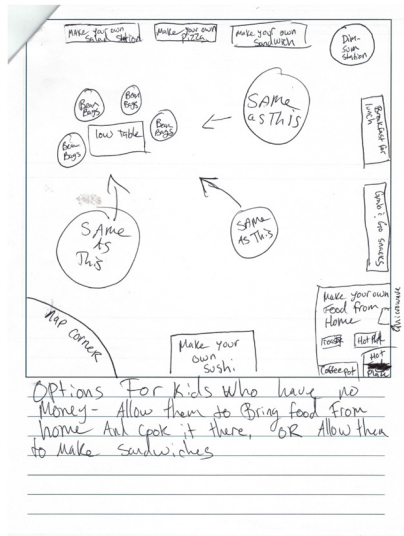 MAKE your own
Salad Station
Make your own
Pizza
Make your own
Sandwich
Dim-
Sum
Station
Bean
Bags
Bean
Bags
Bean
Bags
Bean
Bags
low Table
SAMe
as This
SAMe
As
This
SAMe
As This
Breakfast for
lunch
Grab & Go snacks
Make your own
Food from
Home
microwave
Toaster
Hot Pot
Coffee pot
Hot
Plate
Nap Corner
Make your
own
Sushi
Options For Kids Who have no
Money- Allow them to Bring food From
home And Cook it there, OR Allow them
to Make Sandwiches